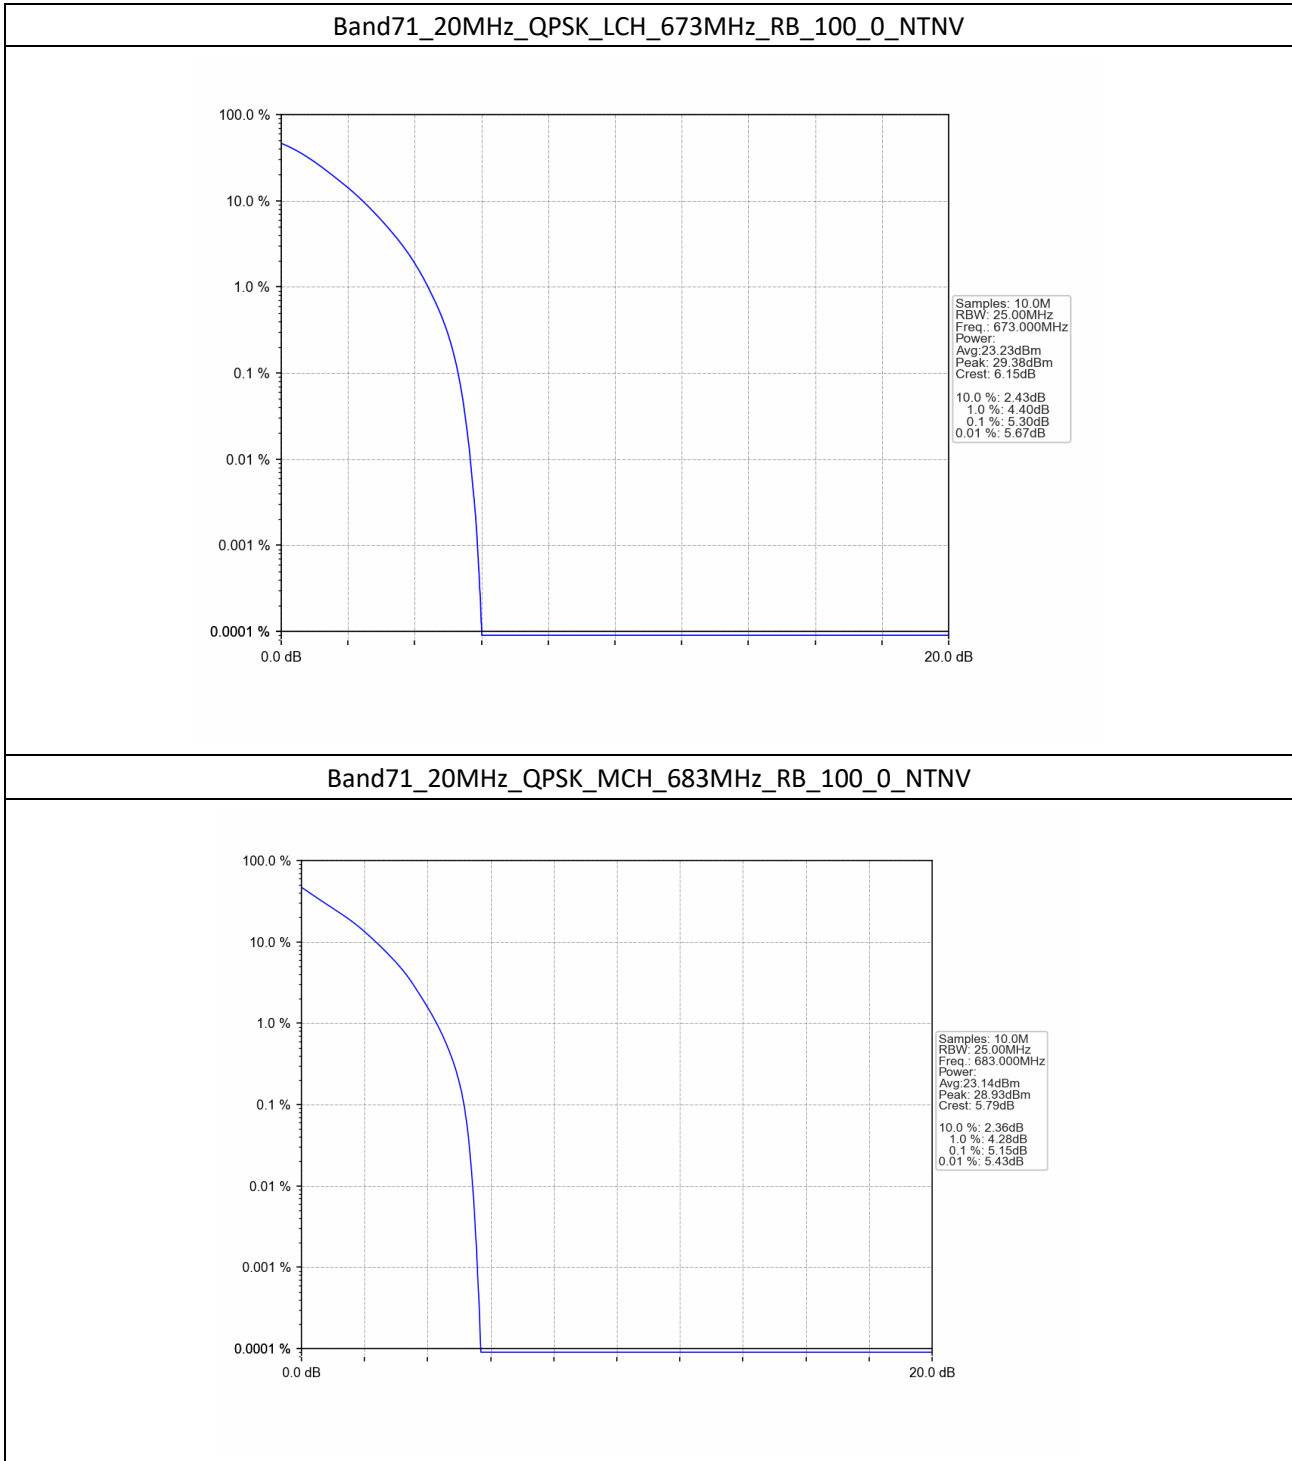 Band71_20MHz_QPSK_LCH_673MHz_RB_100_0_NTNV
100.0 %
10.0 %
1.0 %
0.1 %
0.01 %
0.001 %
0.0001 %
0.0 dB
20.0 dB
Samples: 10.0M
RBW: 25.00MHz
Freq.: 673.000MHz
Power:
Avg:23.23dBm
Peak: 29.38dBm
Crest: 6.15dB
10.0 %: 2.43dB
1.0 %: 4.40dB
0.1 %: 5.30dB
0.01 %: 5.67dB
Band71_20MHz_QPSK_MCH_683MHz_RB_100_0_NTNV
100.0 %
10.0 %
1.0 %
0.1 %
0.01 %
0.001 %
0.0001 %
0.0 dB
20.0 dB
Samples: 10.0M
RBW: 25.00MHz
Freq.: 683.000MHz
Power:
Avg:23.14dBm
Peak: 28.93dBm
Crest: 5.79dB
10.0 %: 2.36dB
1.0 %: 4.28dB
0.1 %: 5.15dB
0.01 %: 5.43dB